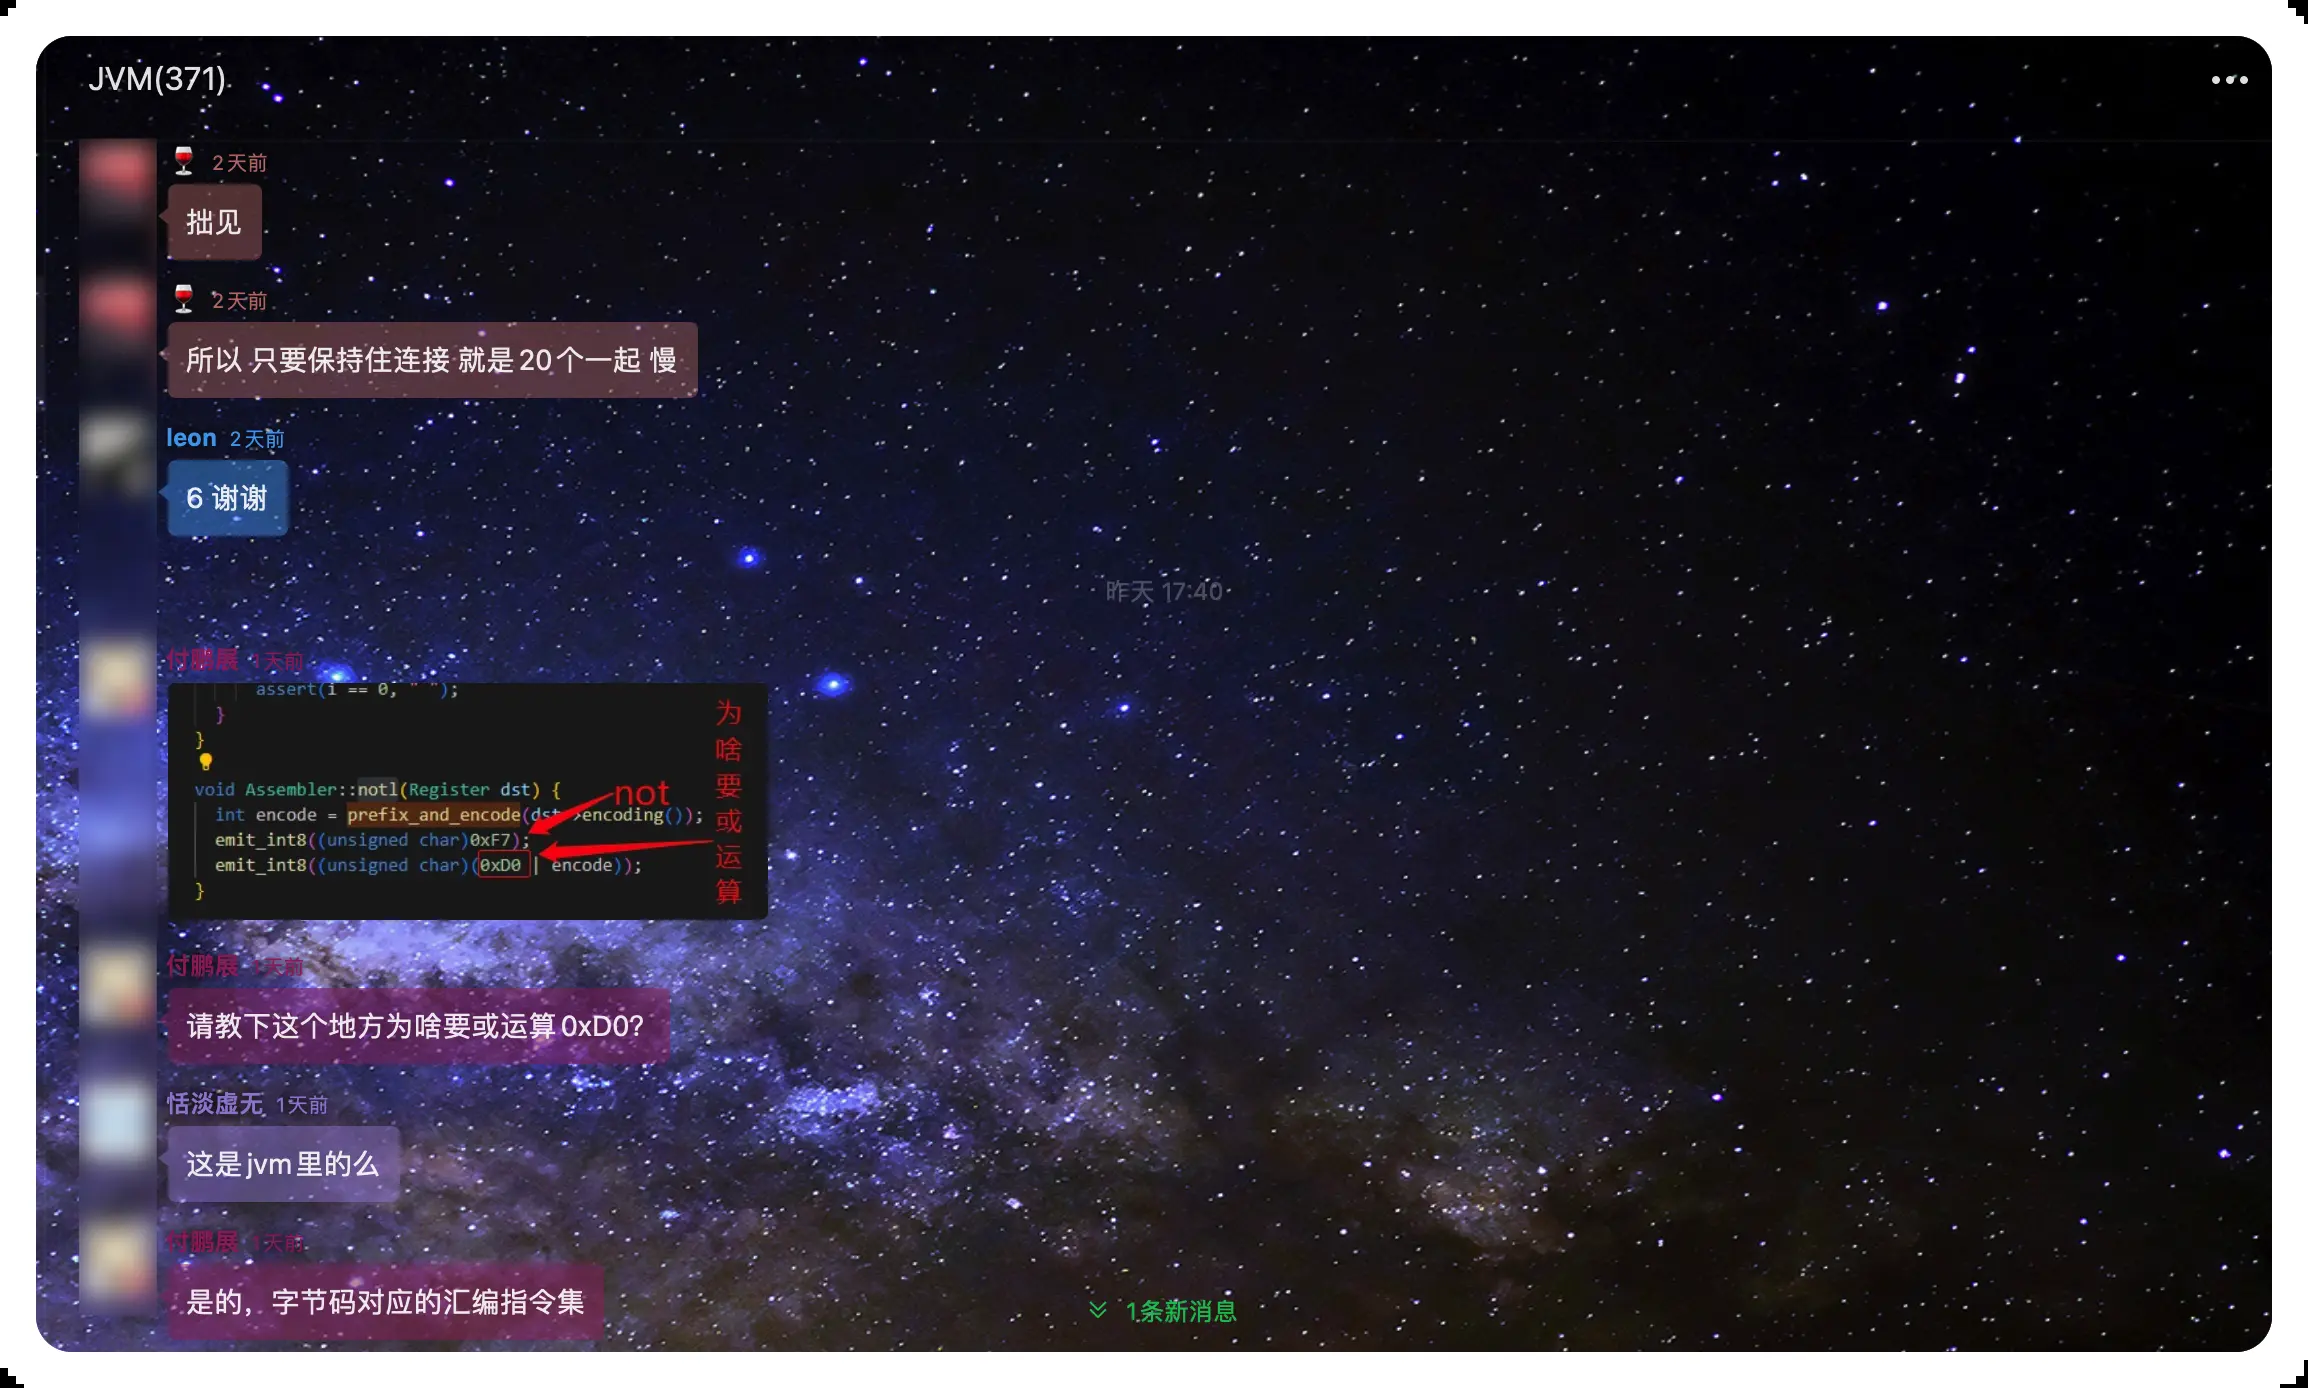 JVM(371)
🍷 2天前
拙见
🍷 2天前
所以 只要保持住连接 就是20个一起 慢
leon 2天前
6 谢谢
昨天 17:40
付鹏展 1天前
assert(i == 0, " ");
}
}
void Assembler::notl(Register dst) {
int encode = prefix_and_encode(dst->encoding());
emit_int8((unsigned char)0xF7);
emit_int8((unsigned char)(0xD0 | encode));
}
not
为啥要或运算
付鹏展 1天前
请教下这个地方为啥要或运算0xD0?
恬淡虚无 1天前
这是jvm里的么
付鹏展 1天前
是的，字节码对应的汇编指令集
1条新消息